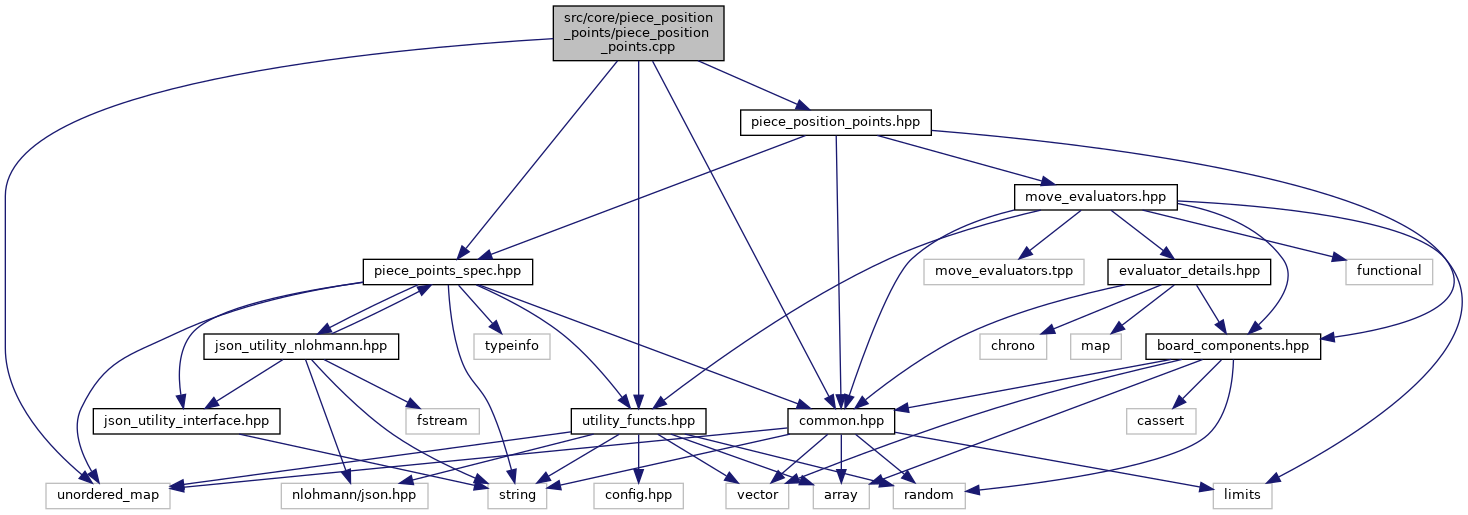 src/core/piece_position
_points/piece_position
_points.cpp
piece_position_points.hpp
move_evaluators.hpp
piece_points_spec.hpp
move_evaluators.tpp
evaluator_details.hpp
functional
json_utility_nlohmann.hpp
typeinfo
chrono
map
board_components.hpp
json_utility_interface.hpp
fstream
utility_functs.hpp
common.hpp
cassert
unordered_map
nlohmann/json.hpp
string
config.hpp
vector
array
random
limits